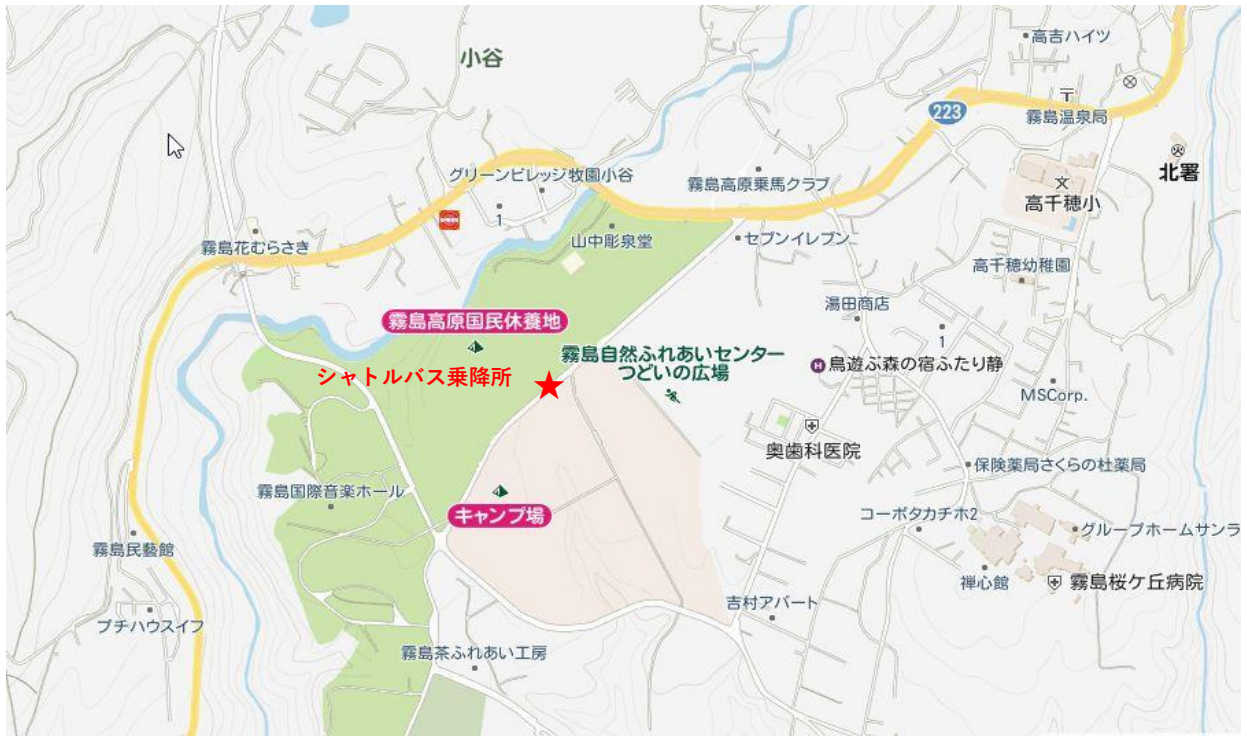 高吉ハイツ
小谷
223
霧島温泉局
北署
グリーンビレッジ牧園小谷
霧島高原乗馬クラブ
高千穂小
1
霧島花むらさき
山中彫泉堂
セブンイレブン
高千穂幼稚園
湯田商店
霧島高原国民休養地
1
霧島自然ふれあいセンター
つどいの広場
シャトルバス乗降所
H
鳥遊ぶ森の宿ふたり静
MSCorp.
奥歯科医院
保険薬局さくらの杜薬局
霧島国際音楽ホール
キャンプ場
コーポタカチホ2
グループホームサンラ
霧島民藝館
禅心館
霧島桜ケ丘病院
吉村アパート
プチハウスイフ
霧島茶ふれあい工房